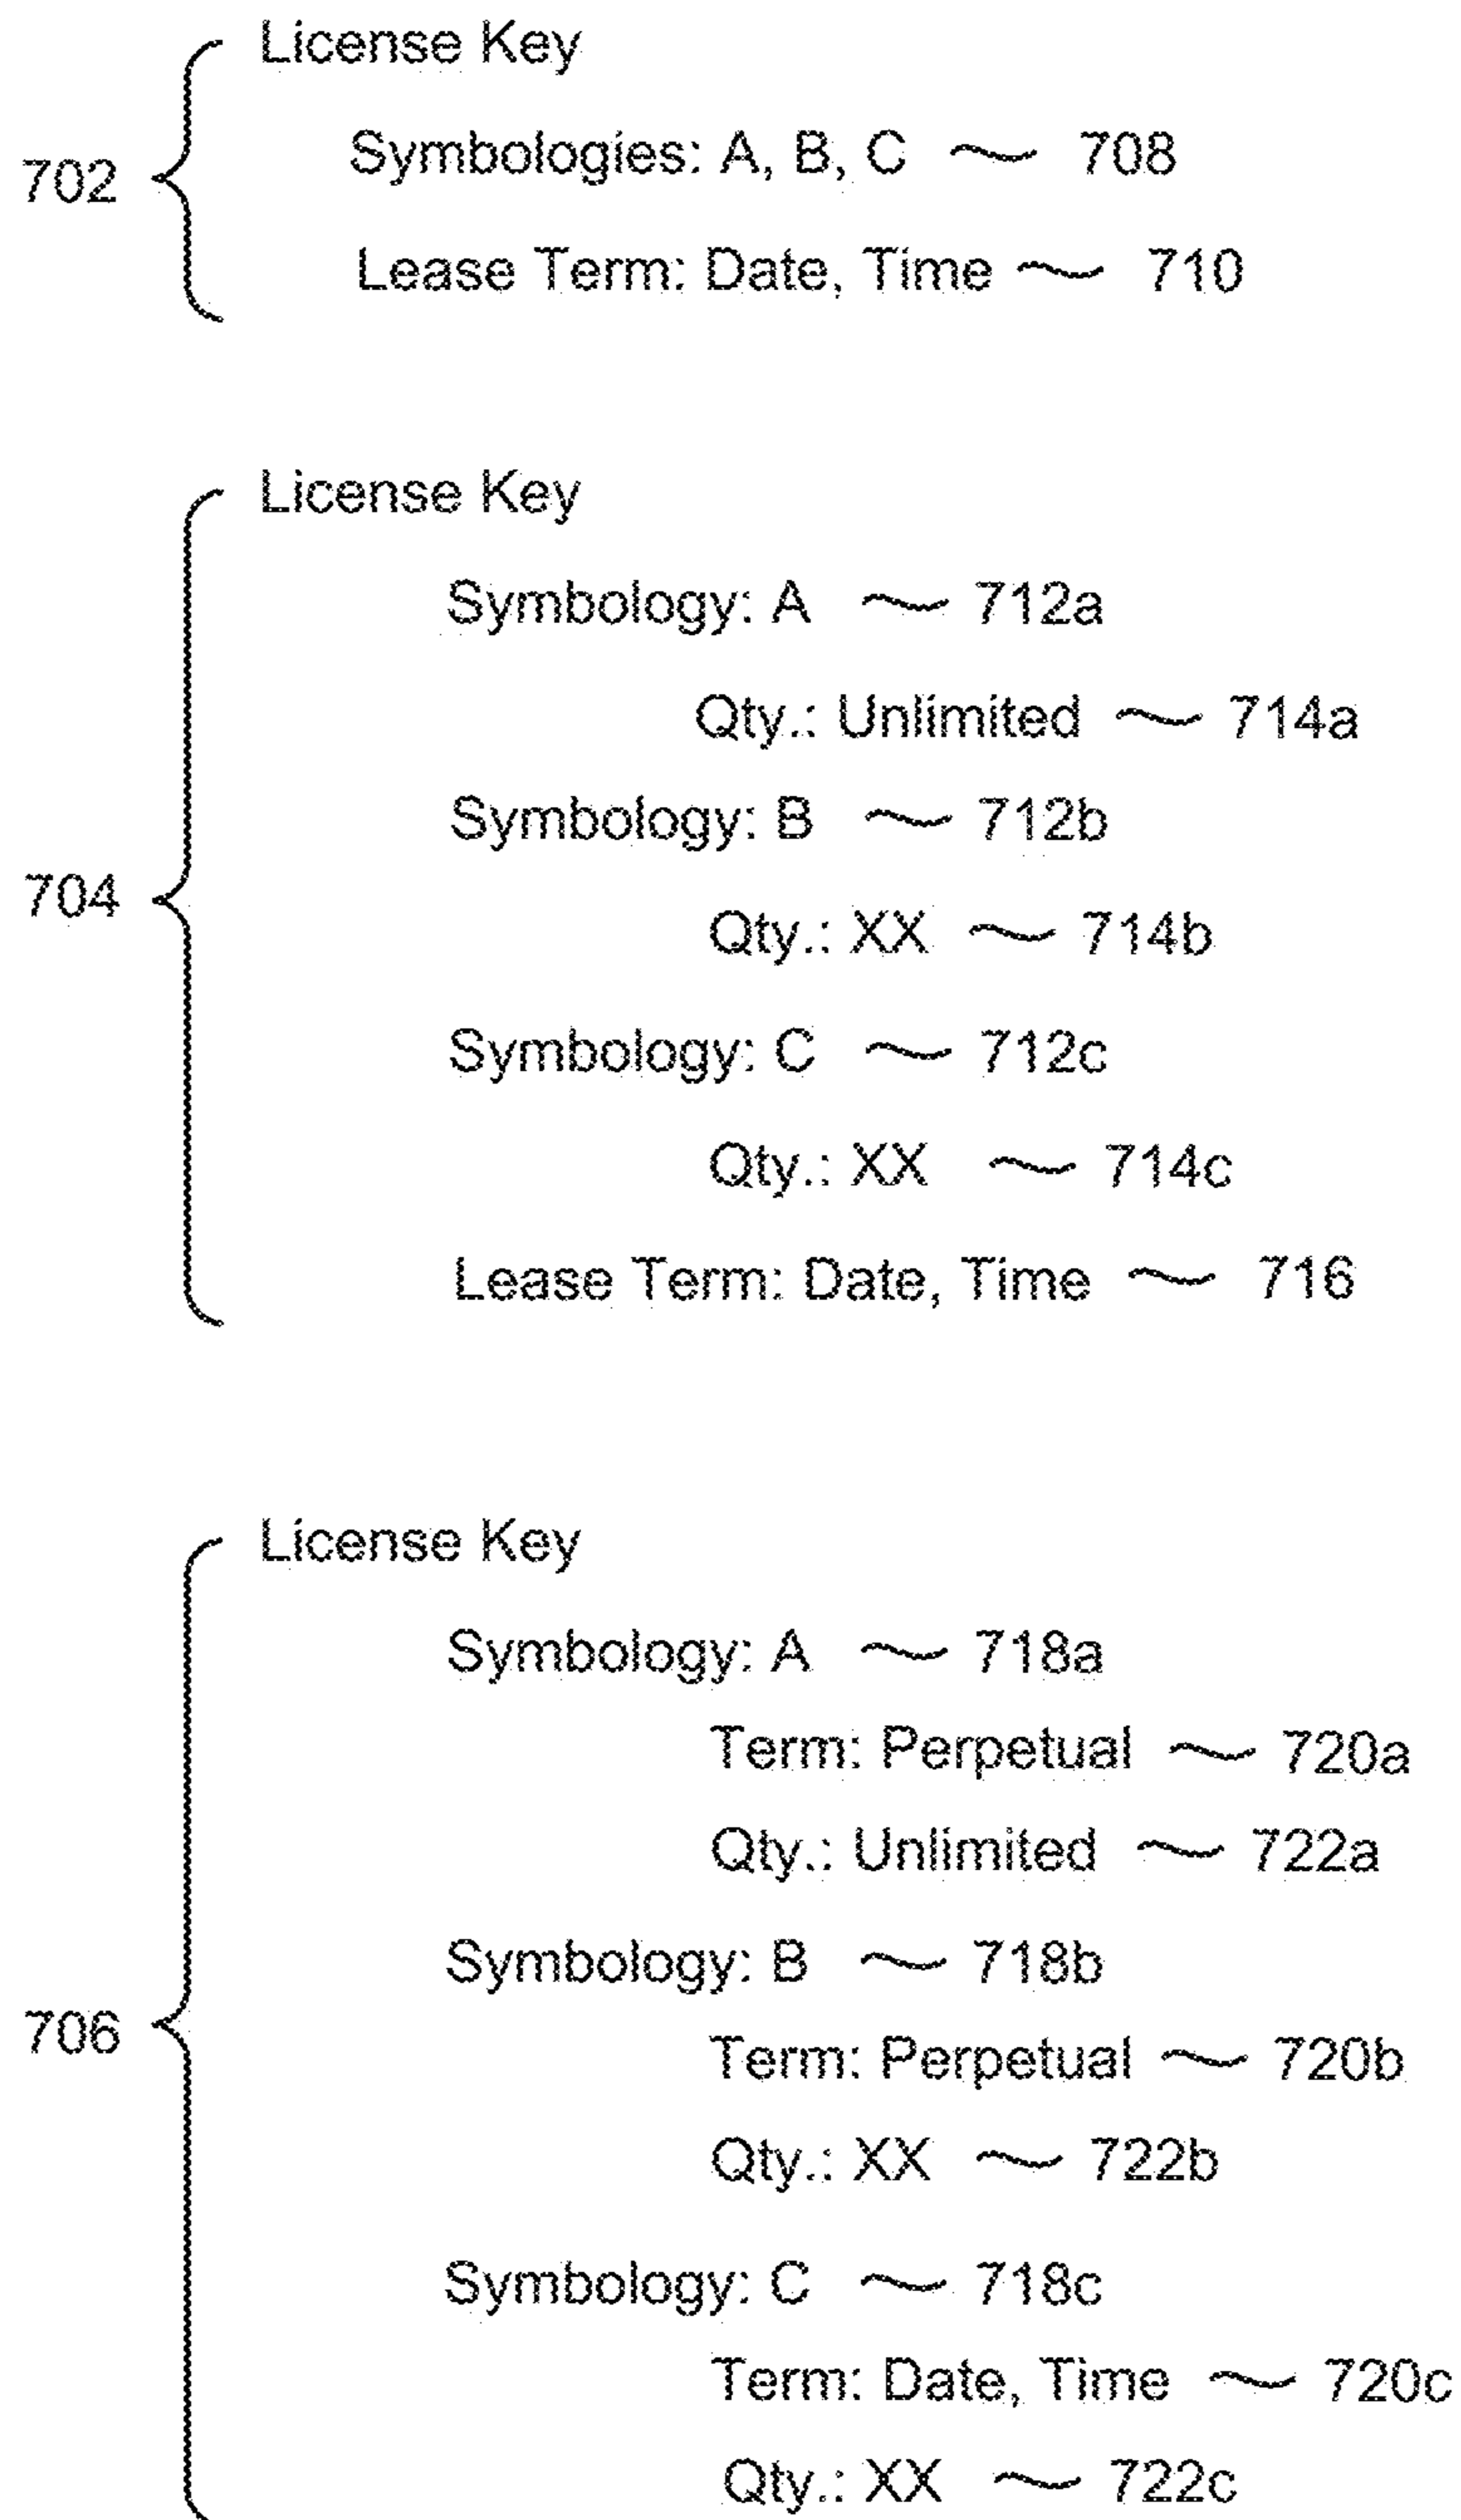 License Key
Symbologies: A, B, C 708
702
Lease Term: Date, Time 710
License Key
Symbology: A 712a
Qty.: Unlimited 714a
Symbology: B 712b
704
Qty.: XX 714b
Symbology: C 712c
Qty.: XX 714c
Lease Term: Date, Time 716
License Key
Symbology: A 718a
Term: Perpetual 720a
Qty.: Unlimited 722a
Symbology: B 718b
706
Term: Perpetual 720b
Qty.: XX 722b
Symbology: C 718c
Term: Date, Time 720c
Qty.: XX 722c